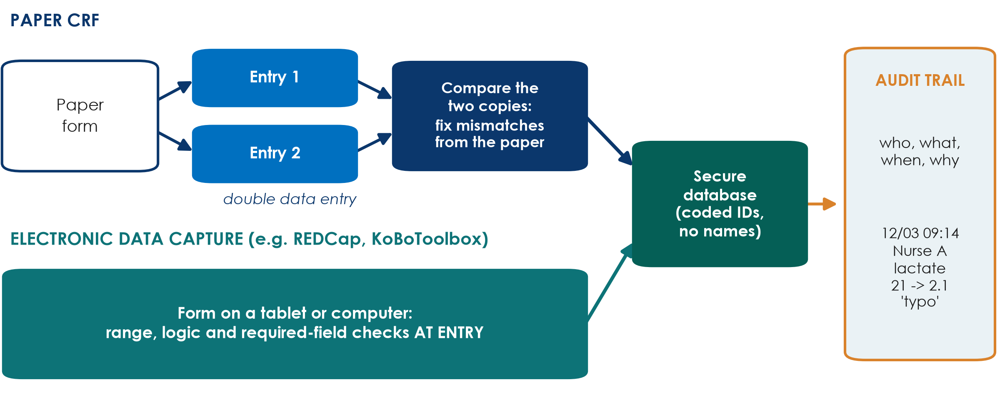 PAPER CRF
Paper
form
Entry 1
Entry 2
double data entry
Compare the
two copies:
fix mismatches
from the paper
ELECTRONIC DATA CAPTURE (e.g. REDCap, KoBoToolbox)
Form on a tablet or computer:
range, logic and required-field checks AT ENTRY
Secure
database
(coded IDs,
no names)
AUDIT TRAIL
who, what,
when, why
12/03 09:14
Nurse A
lactate
21 -> 2.1
'typo'